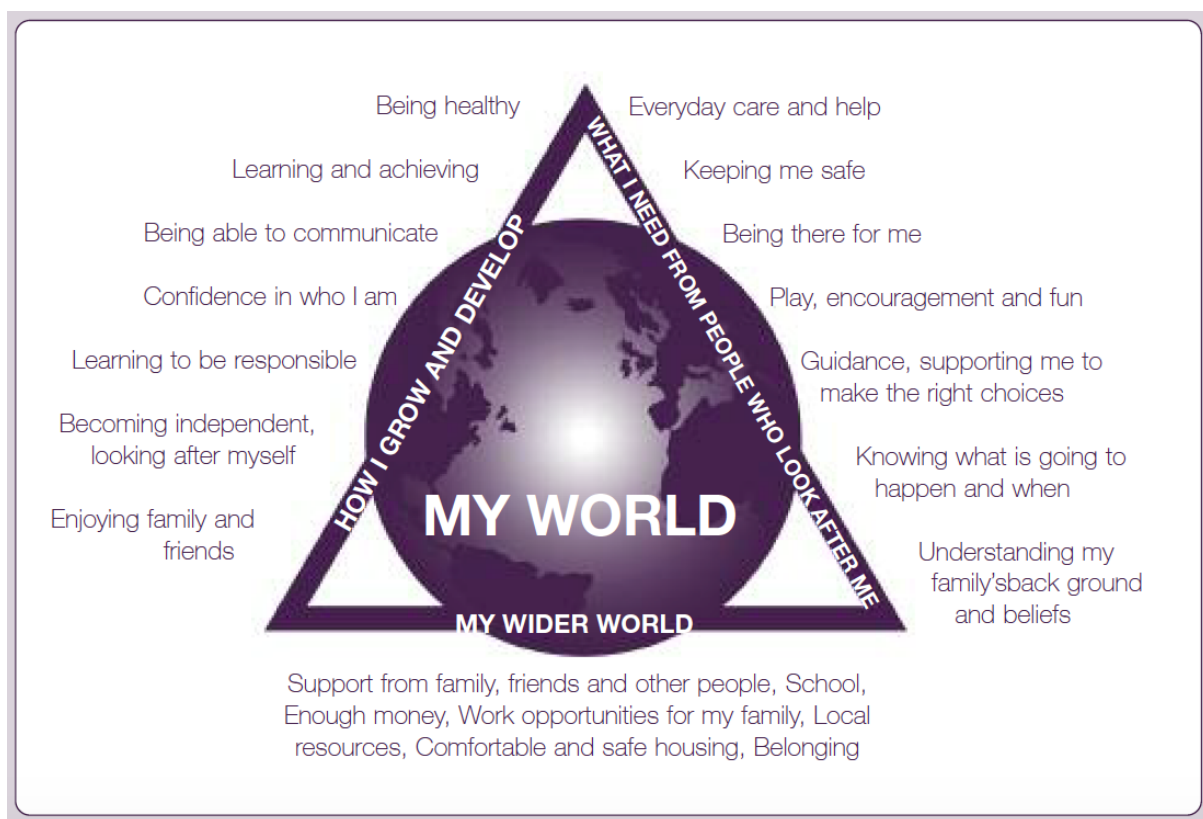 Being healthy
Learning and achieving
Being able to communicate
Confidence in who I am
Learning to be responsible
Becoming independent,
looking after myself
Enjoying family and
friends
HOW I GROW AND DEVELOP
WHAT I NEED FROM PEOPLE WHO LOOK AFTER ME
Everyday care and help
Keeping me safe
Being there for me
Play, encouragement and fun
Guidance, supporting me to
make the right choices
Knowing what is going to
happen and when
Understanding my
family'sback ground
and beliefs
MY WORLD
MY WIDER WORLD
Support from family, friends and other people, School,
Enough money, Work opportunities for my family, Local
resources, Comfortable and safe housing, Belonging